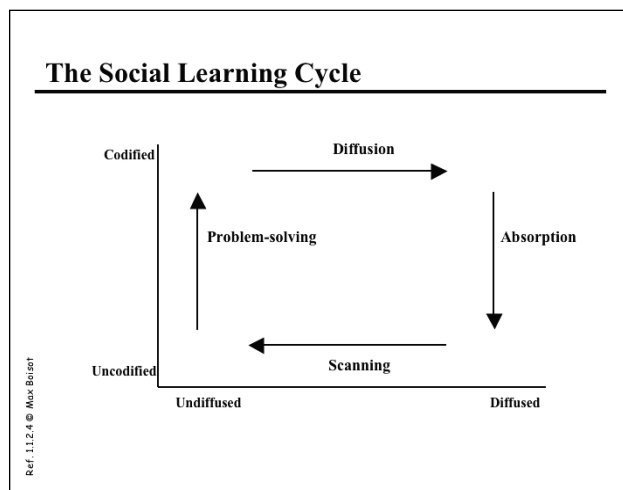 The Social Learning Cycle
Codified
Diffusion
Problem-solving
Absorption
Scanning
Uncodified
Undiffused
Diffused
Ref. 1.1.2.4 © Max Boisot